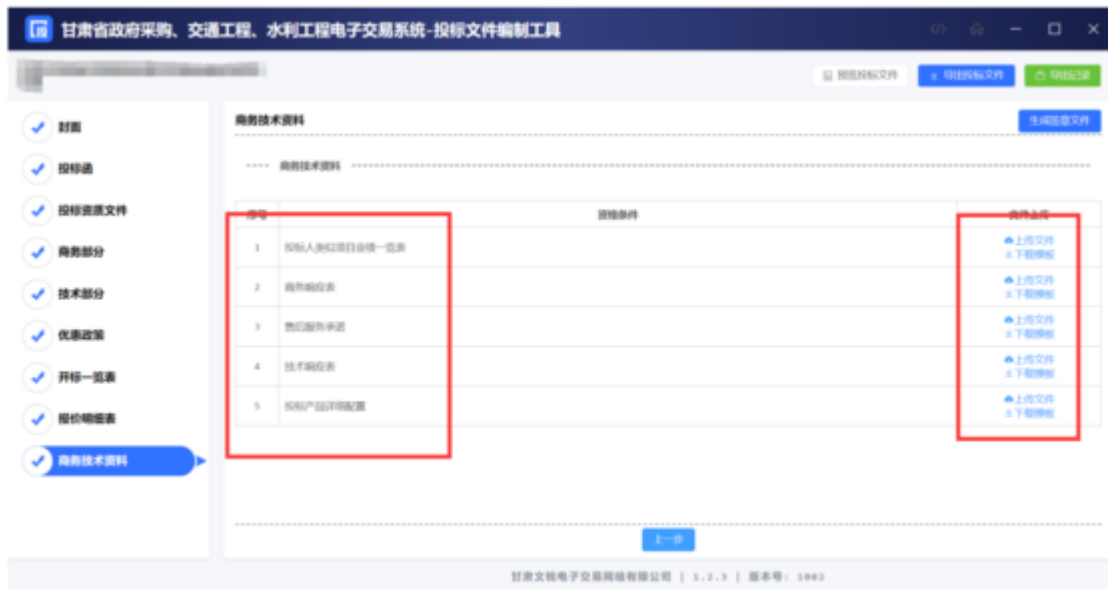 甘肃省政府采购、交通工程、水利工程电子交易系统-投标文件编制工具
预览投标文件
导出投标文件
导出记录
封面
投标函
投标资质文件
商务部分
技术部分
优惠政策
开标一览表
报价明细表
商务技术资料
商务技术资料
生成签章文件
商务技术资料
序号 资格条件 文件上传
1 投标人类似项目业绩一览表 上传文件
下载模板
2 商务响应表 上传文件
下载模板
3 售后服务承诺 上传文件
下载模板
4 技术响应表 上传文件
下载模板
5 投标产品详细配置 上传文件
下载模板
上一步
甘肃文锐电子交易网络有限公司 | 1.2.3 | 版本号: 1002